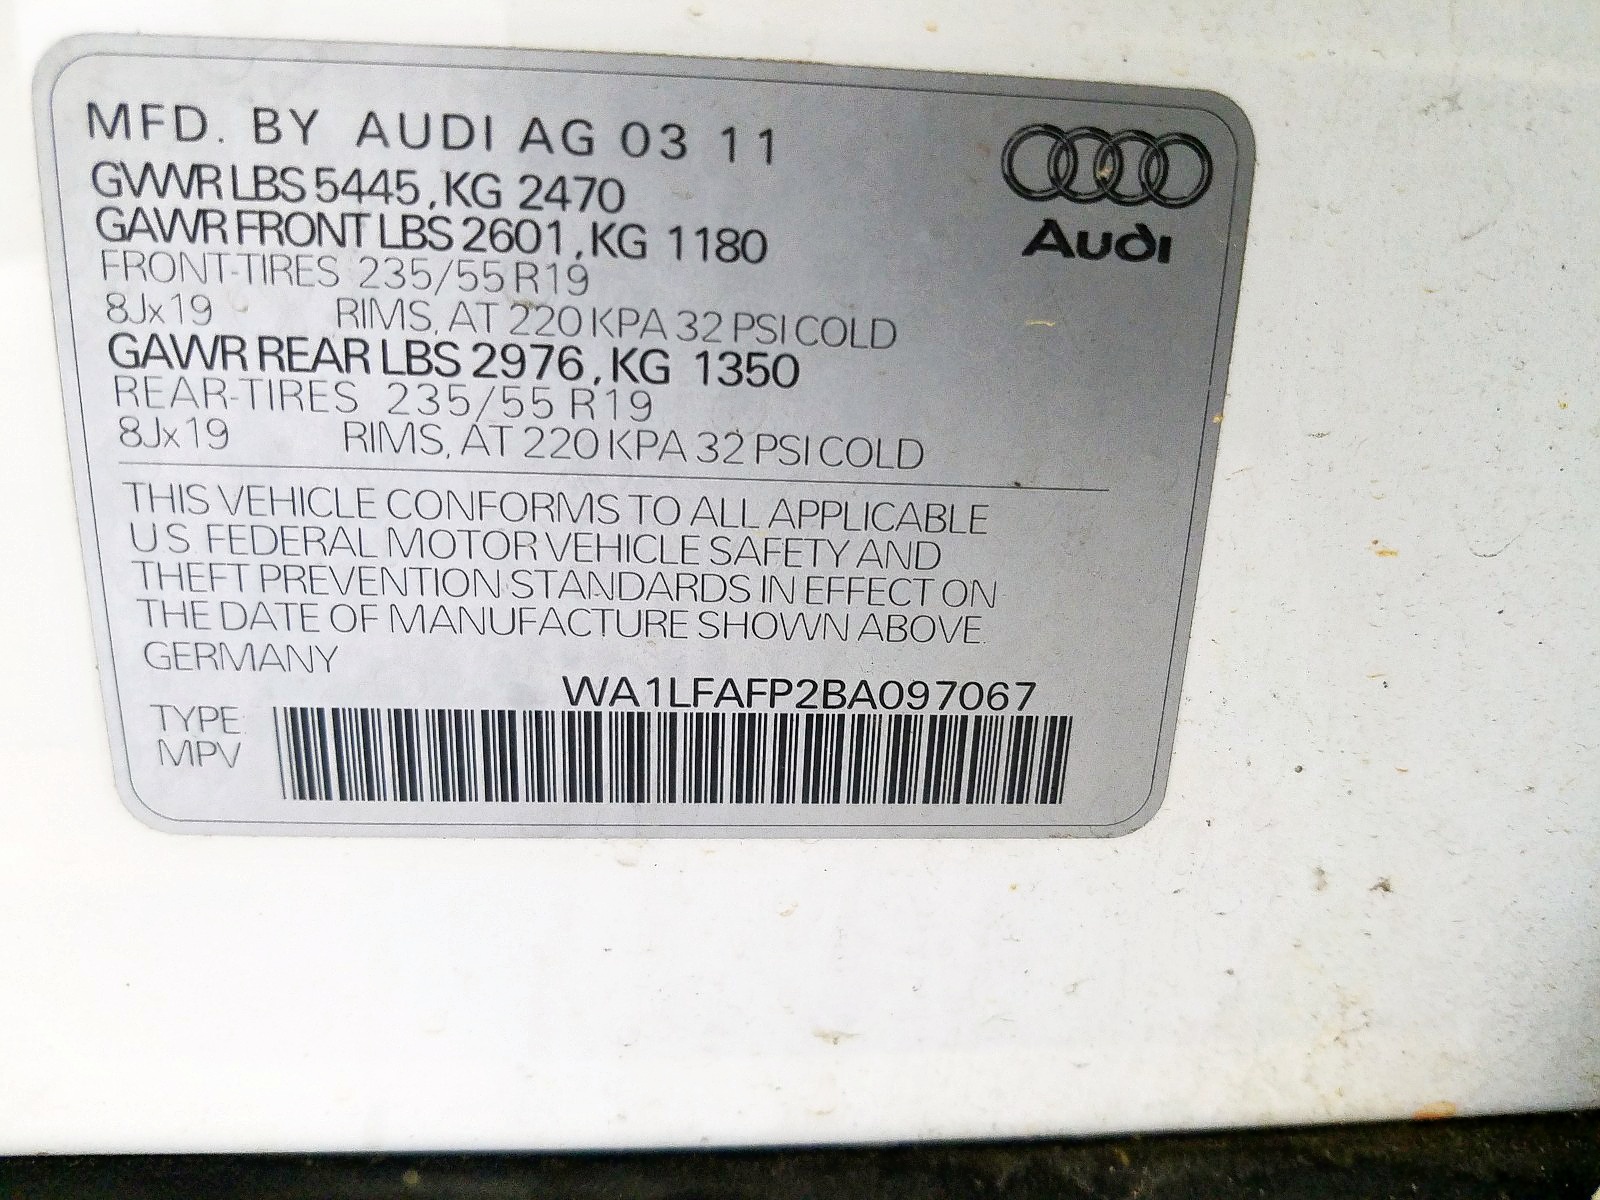 MFD. BY AUDI AG 03 11
GVWR LBS 5445, KG 2470
GAWR FRONT LBS 2601, KG 1180
FRONT-TIRES 235/55 R19
8Jx19 RIMS, AT 220 KPA 32 PSI COLD
GAWR REAR LBS 2976, KG 1350
REAR-TIRES 235/55 R19
8Jx19 RIMS, AT 220 KPA 32 PSI COLD
Audi
THIS VEHICLE CONFORMS TO ALL APPLICABLE
US FEDERAL MOTOR VEHICLE SAFETY AND
THEFT PREVENTION STANDARDS IN EFFECT ON
THE DATE OF MANUFACTURE SHOWN ABOVE.
GERMANY
WA1LFAFP2BA097067
TYPE
MPV